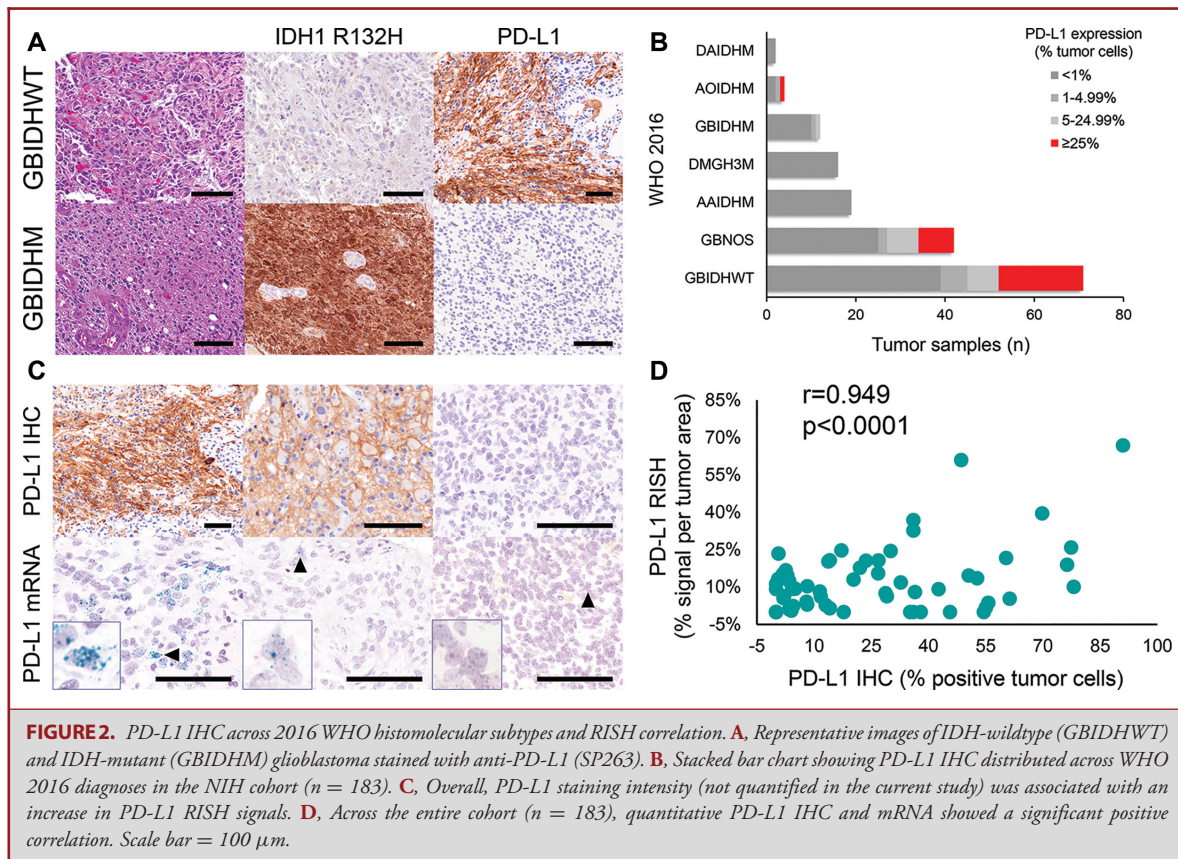 A
IDH1 R132H
PD-L1
GBIDHWT
GBIDHM
B
PD-L1 expression
(% tumor cells)
<1%
1-4.99%
5-24.99%
≥25%
WHO 2016
DAIDHM
AOIDHM
GBIDHM
DMGH3M
AAIDHM
GBNOS
GBIDHWT
0
20
40
60
80
Tumor samples (n)
C
PD-L1 IHC
PD-L1 mRNA
D
r=0.949
p<0.0001
PD-L1 RISH
(% signal per tumor area)
85%
70%
55%
40%
25%
10%
-5%
-5
10
25
40
55
70
85
100
PD-L1 IHC (% positive tumor cells)
FIGURE 2. PD-L1 IHC across 2016 WHO histomolecular subtypes and RISH correlation. A, Representative images of IDH-wildtype (GBIDHWT)
and IDH-mutant (GBIDHM) glioblastoma stained with anti-PD-L1 (SP263). B, Stacked bar chart showing PD-L1 IHC distributed across WHO
2016 diagnoses in the NIH cohort (n = 183). C, Overall, PD-L1 staining intensity (not quantified in the current study) was associated with an
increase in PD-L1 RISH signals. D, Across the entire cohort (n = 183), quantitative PD-L1 IHC and mRNA showed a significant positive
correlation. Scale bar = 100 μm.